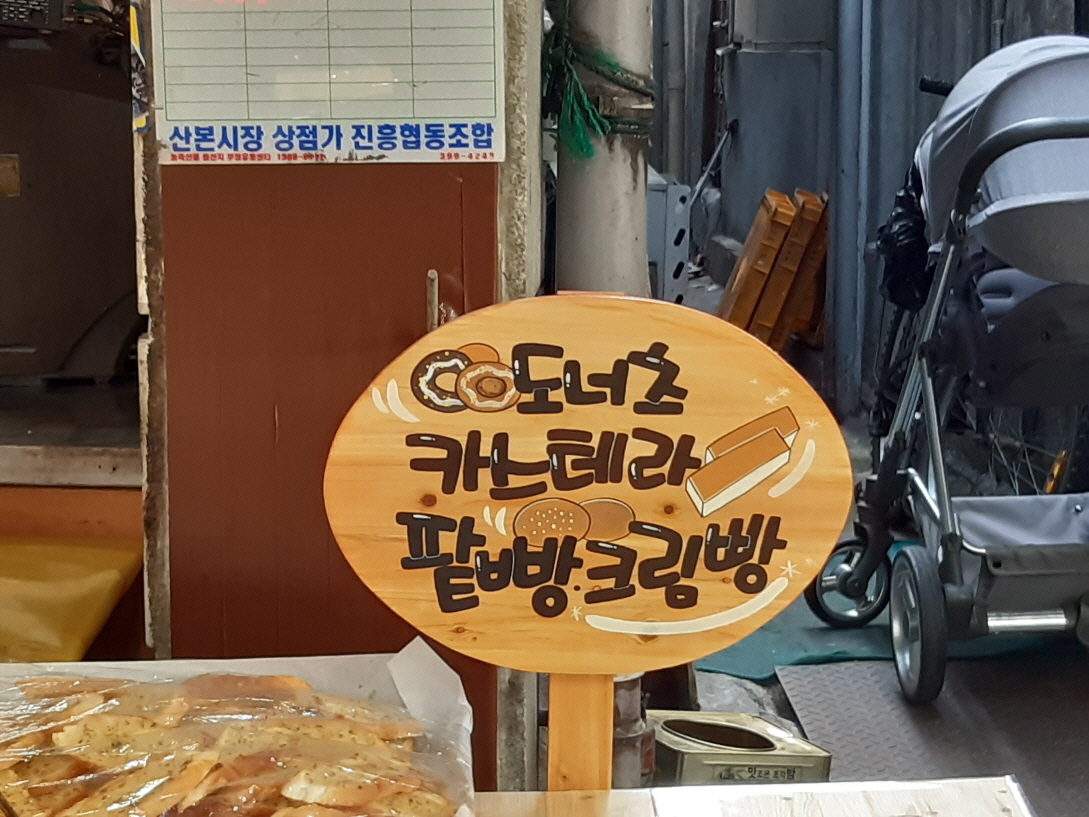 산본시장 상점가 진흥협동조합
도너츠
카스테라
팥빵.크림빵